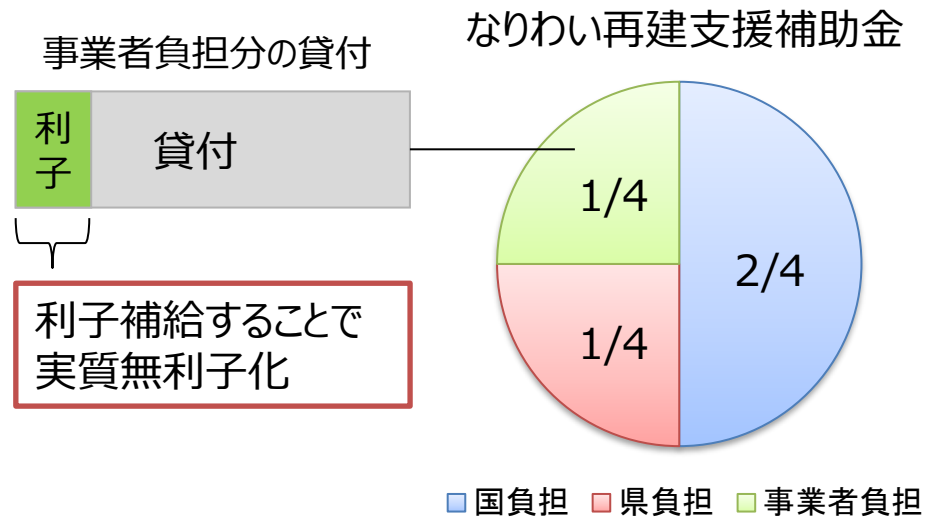 なりわい再建支援補助金
事業者負担分の貸付
利子
貸付
1/4
2/4
1/4
利子補給することで
実質無利子化
国負担 県負担 事業者負担